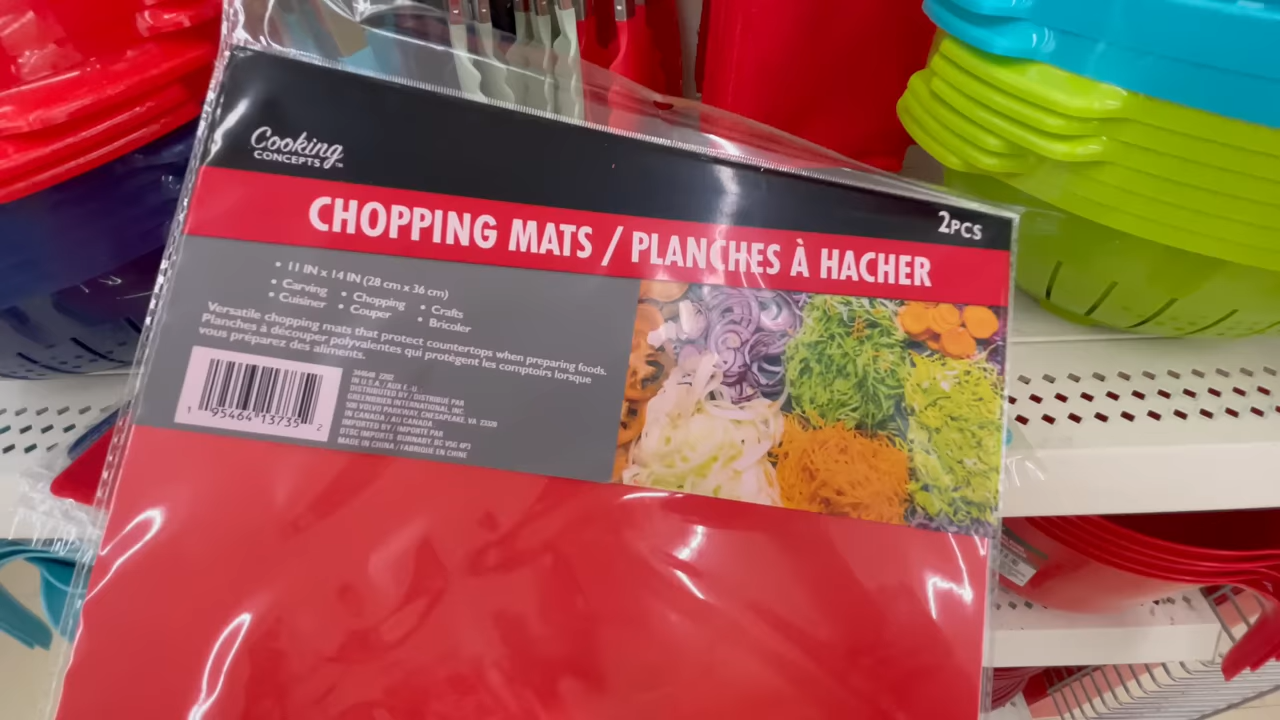 Cooking
CONCEPTS™
2PCS
CHOPPING MATS / PLANCHES À HACHER
• 11 IN x 14 IN (28 cm x 36 cm)
• Carving • Chopping • Crafts
• Cuisiner • Couper • Bricoler
Versatile chopping mats that protect countertops when preparing foods.
Planches à découper polyvalentes qui protègent les comptoirs lorsque
vous préparez des aliments.
1 95464 13735 2
344648 2202
IN U.S.A. / AUX É.-U.
DISTRIBUTED BY / DISTRIBUÉ PAR
GREENBRIER INTERNATIONAL, INC.
500 VOLVO PARKWAY, CHESAPEAKE, VA 23320
IN CANADA / AU CANADA
IMPORTED BY / IMPORTÉ PAR
DTSC IMPORTS· BURNABY, BC V5G 4P3
MADE IN CHINA / FABRIQUÉ EN CHINE